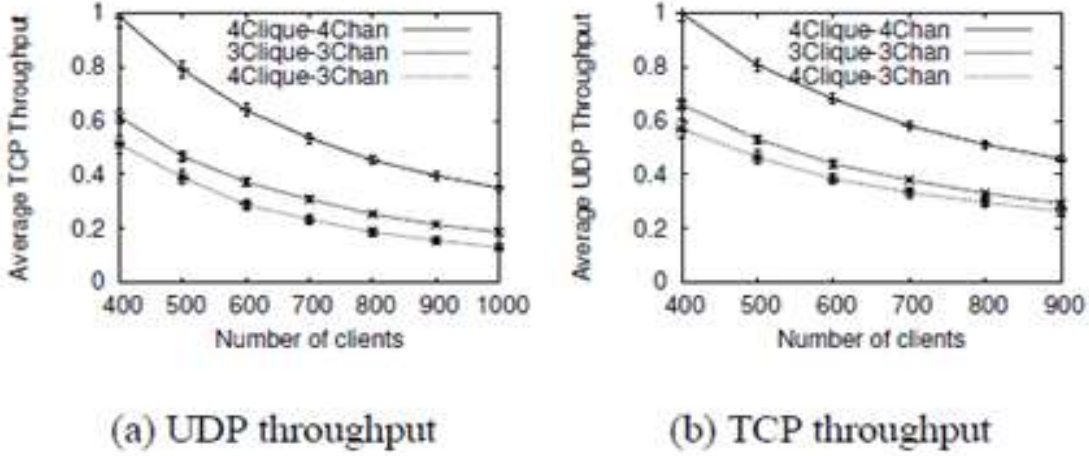 Average TCP Throughput
1
0.8
0.6
0.4
0.2
0
4Clique-4Chan
3Clique-3Chan
4Clique-3Chan
400 500 600 700 800 900 1000
Number of clients
(a) UDP throughput
Average UDP Throughput
1
0.8
0.6
0.4
0.2
0
4Clique-4Chan
3Clique-3Chan
4Clique-3Chan
400 500 600 700 800 900
Number of clients
(b) TCP throughput